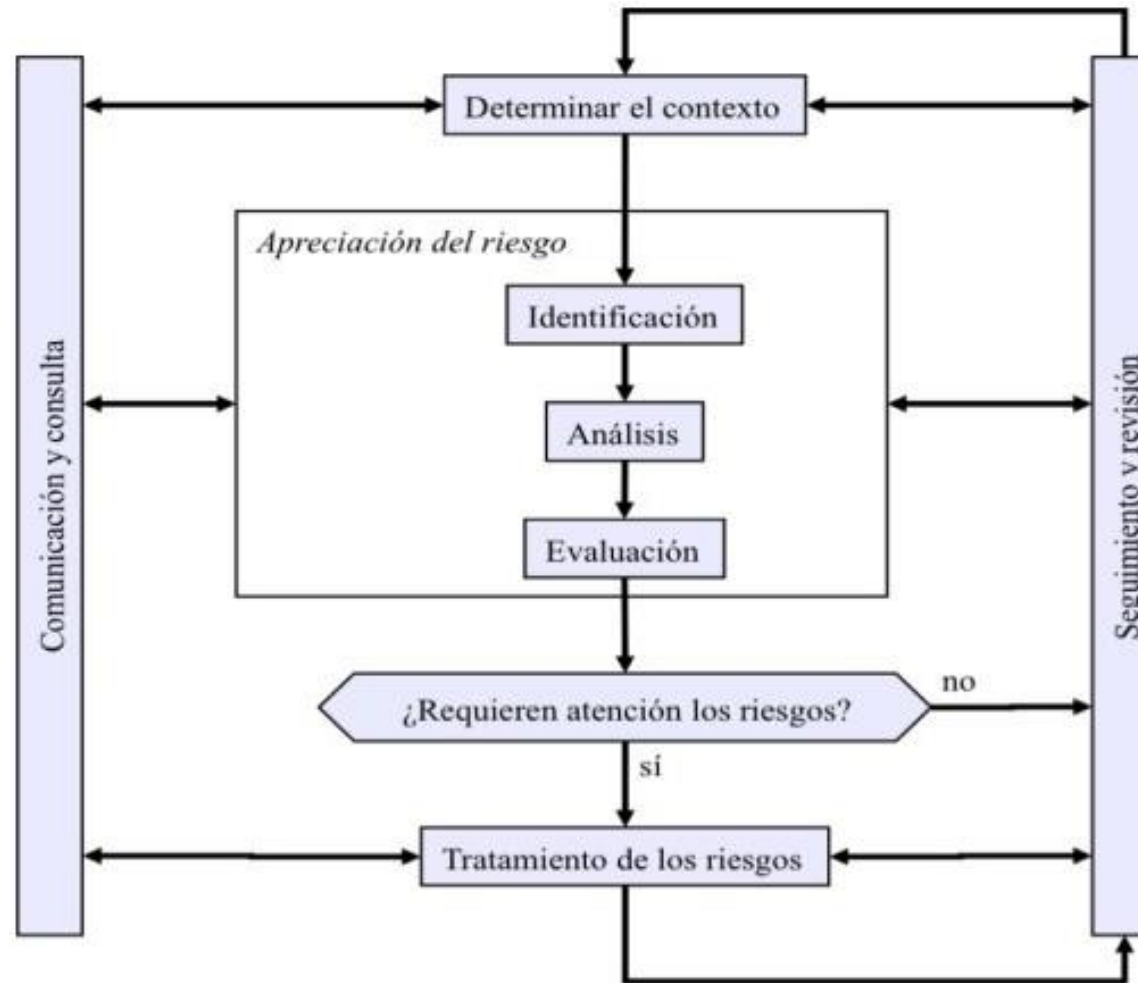 Determinar el contexto
Apreciación del riesgo
Identificación
Análisis
Evaluación
¿Requieren atención los riesgos?
no
sí
Tratamiento de los riesgos
Comunicación y consulta
Seguimiento y revisión